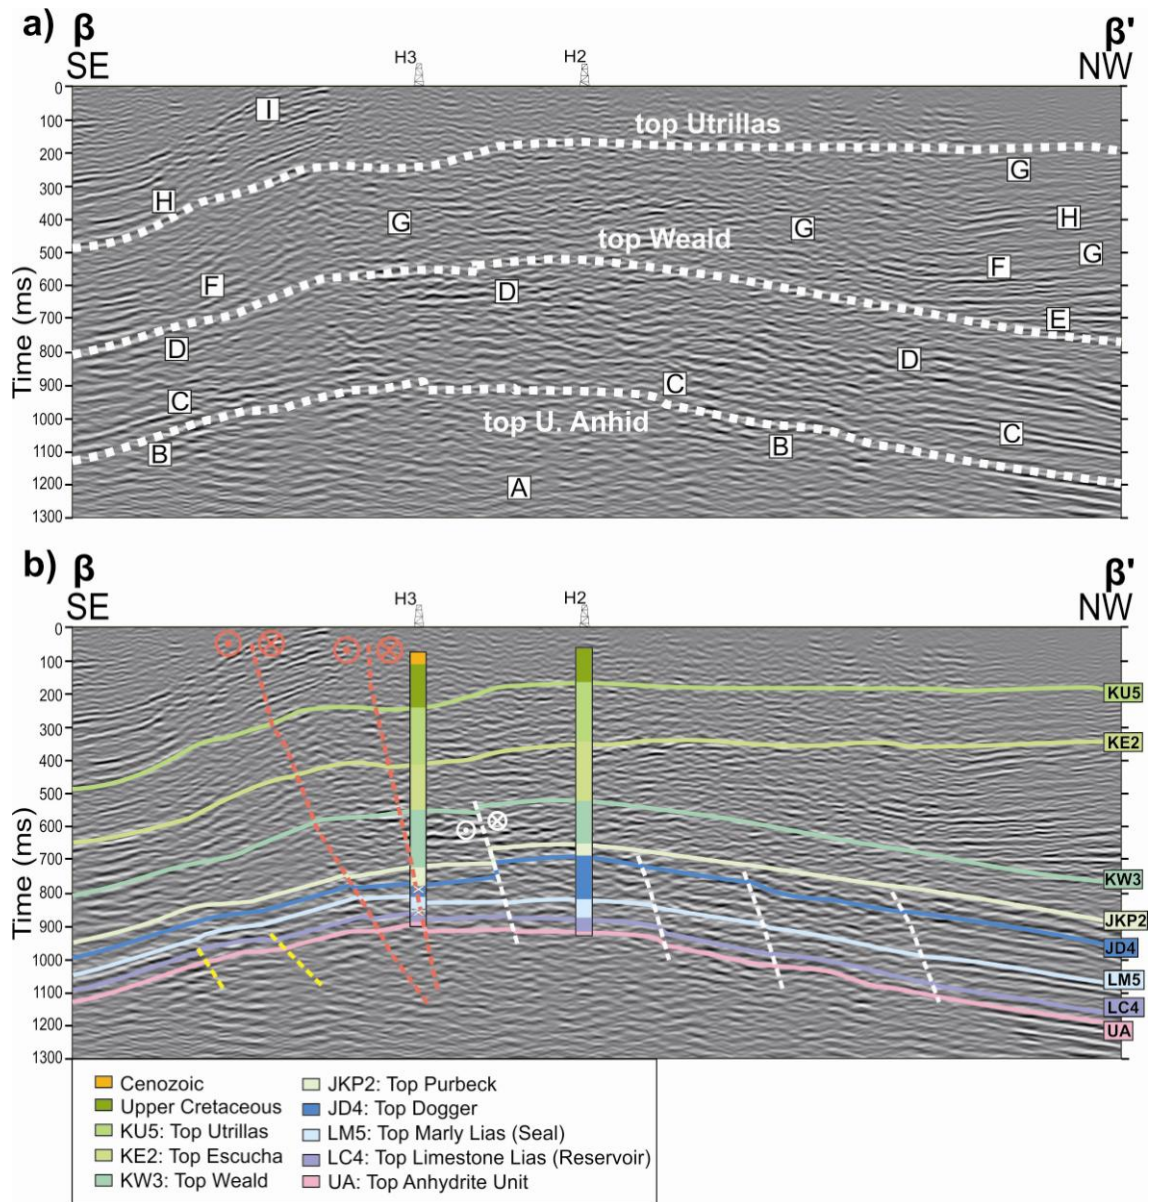 a) β β'
SE NW
H3 H2
0
100
200
300
400
500
600
700
800
900
1000
1100
1200
1300
Time (ms)
I
top Utrillas
G
H
H
G
G
top Weald
G
F
F
D
E
D
D
C
C
top U. Anhid
C
B
B
A
b) β β'
SE NW
H3 H2
0
100
200
300
400
500
600
700
800
900
1000
1100
1200
1300
Time (ms)
KU5
KE2
KW3
JKP2
JD4
LM5
LC4
UA
Cenozoic
Upper Cretaceous
KU5: Top Utrillas
KE2: Top Escucha
KW3: Top Weald
JKP2: Top Purbeck
JD4: Top Dogger
LM5: Top Marly Lias (Seal)
LC4: Top Limestone Lias (Reservoir)
UA: Top Anhydrite Unit